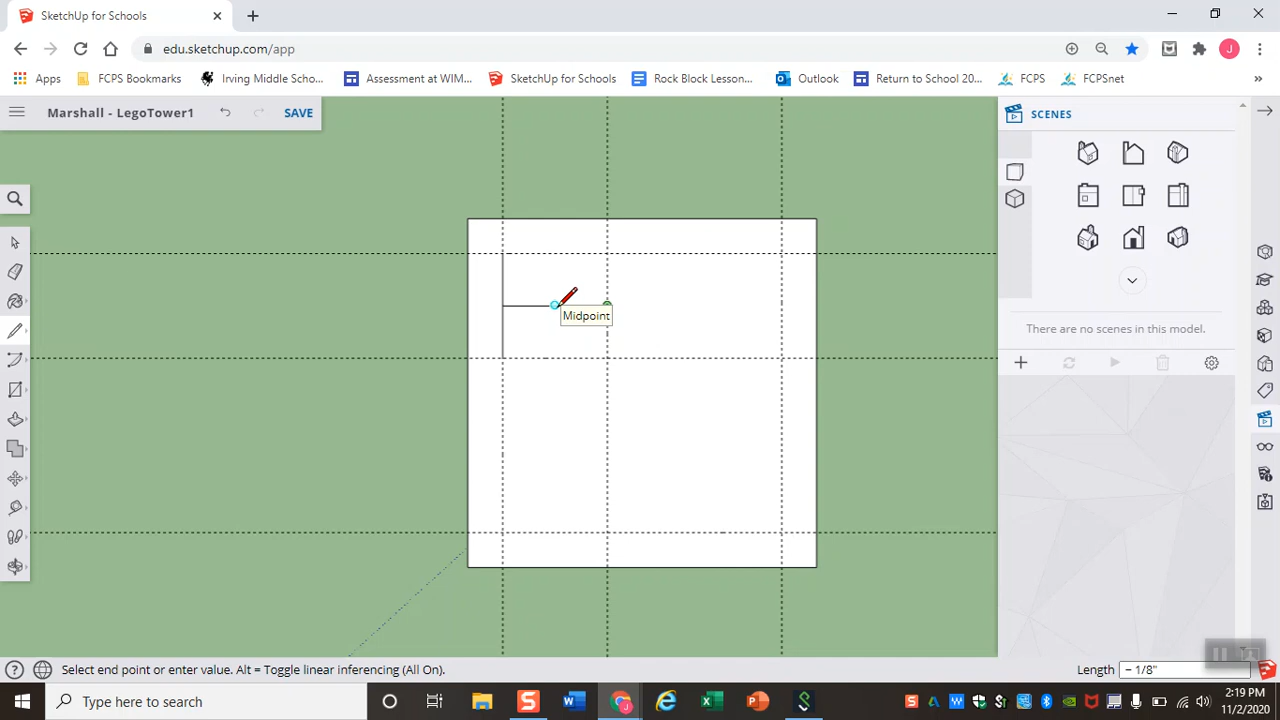 SketchUp for Schools
edu.sketchup.com/app
Apps FCPS Bookmarks Irving Middle Scho... Assessment at WIM... SketchUp for Schools Rock Block Lesson... Outlook Return to School 20... FCPS FCPSnet
Marshall - LegoTower1 SAVE
SCENES
Midpoint
There are no scenes in this model.
Select end point or enter value. Alt = Toggle linear inferencing (All On).
Length ~ 1/8"
Type here to search
2:19 PM
11/2/2020